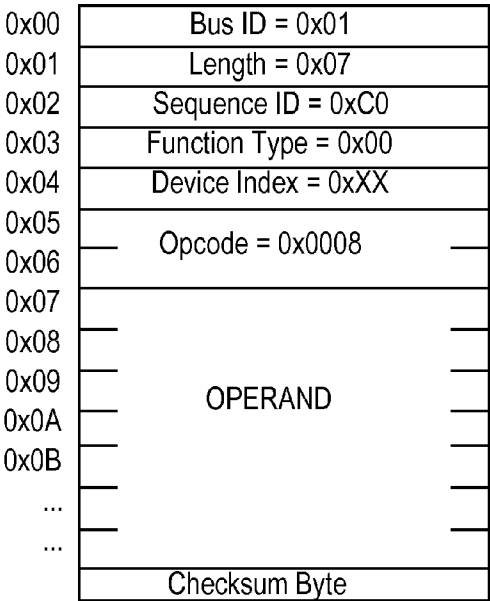 0x00 Bus ID = 0x01
0x01 Length = 0x07
0x02 Sequence ID = 0xC0
0x03 Function Type = 0x00
0x04 Device Index = 0xXX
0x05
Opcode = 0x0008
0x06
0x07
0x08
0x09
OPERAND
0x0A
0x0B
...
...
Checksum Byte